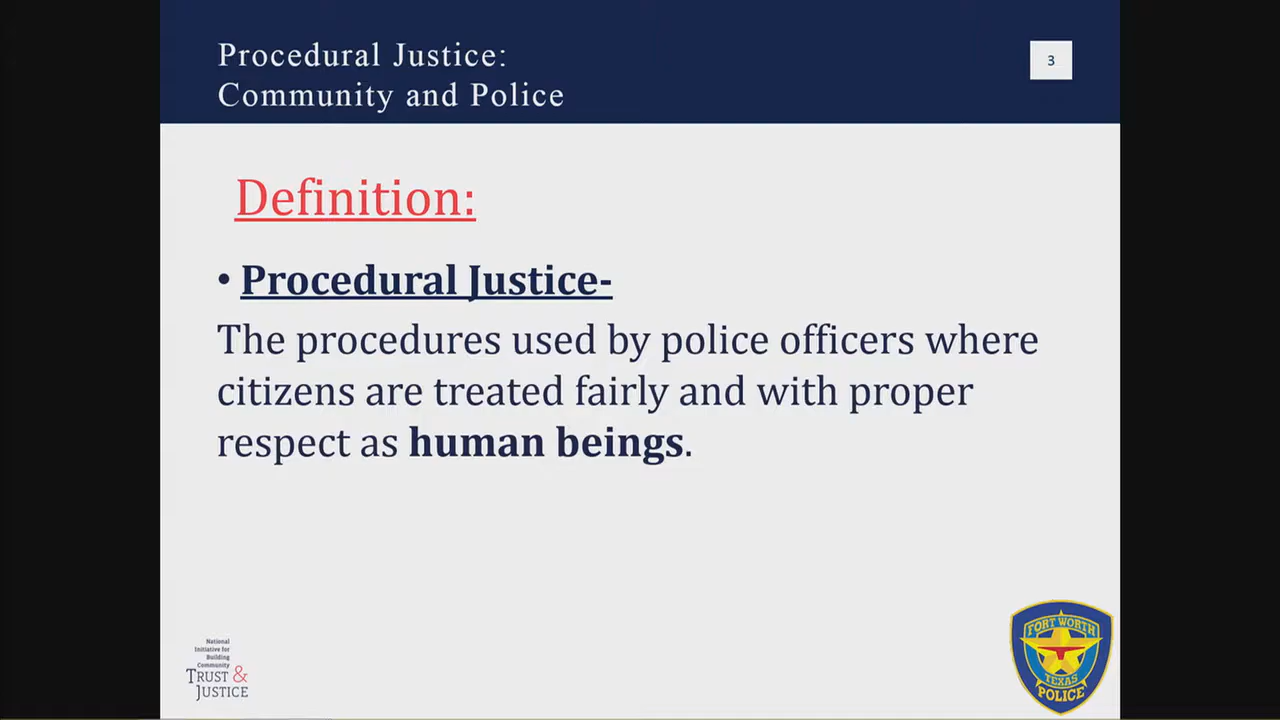 Procedural Justice:
Community and Police
3
Definition:
• Procedural Justice-
The procedures used by police officers where
citizens are treated fairly and with proper
respect as human beings.
National
Initiative for
Building
Community
TRUST &
JUSTICE
FORT WORTH
TEXAS
POLICE